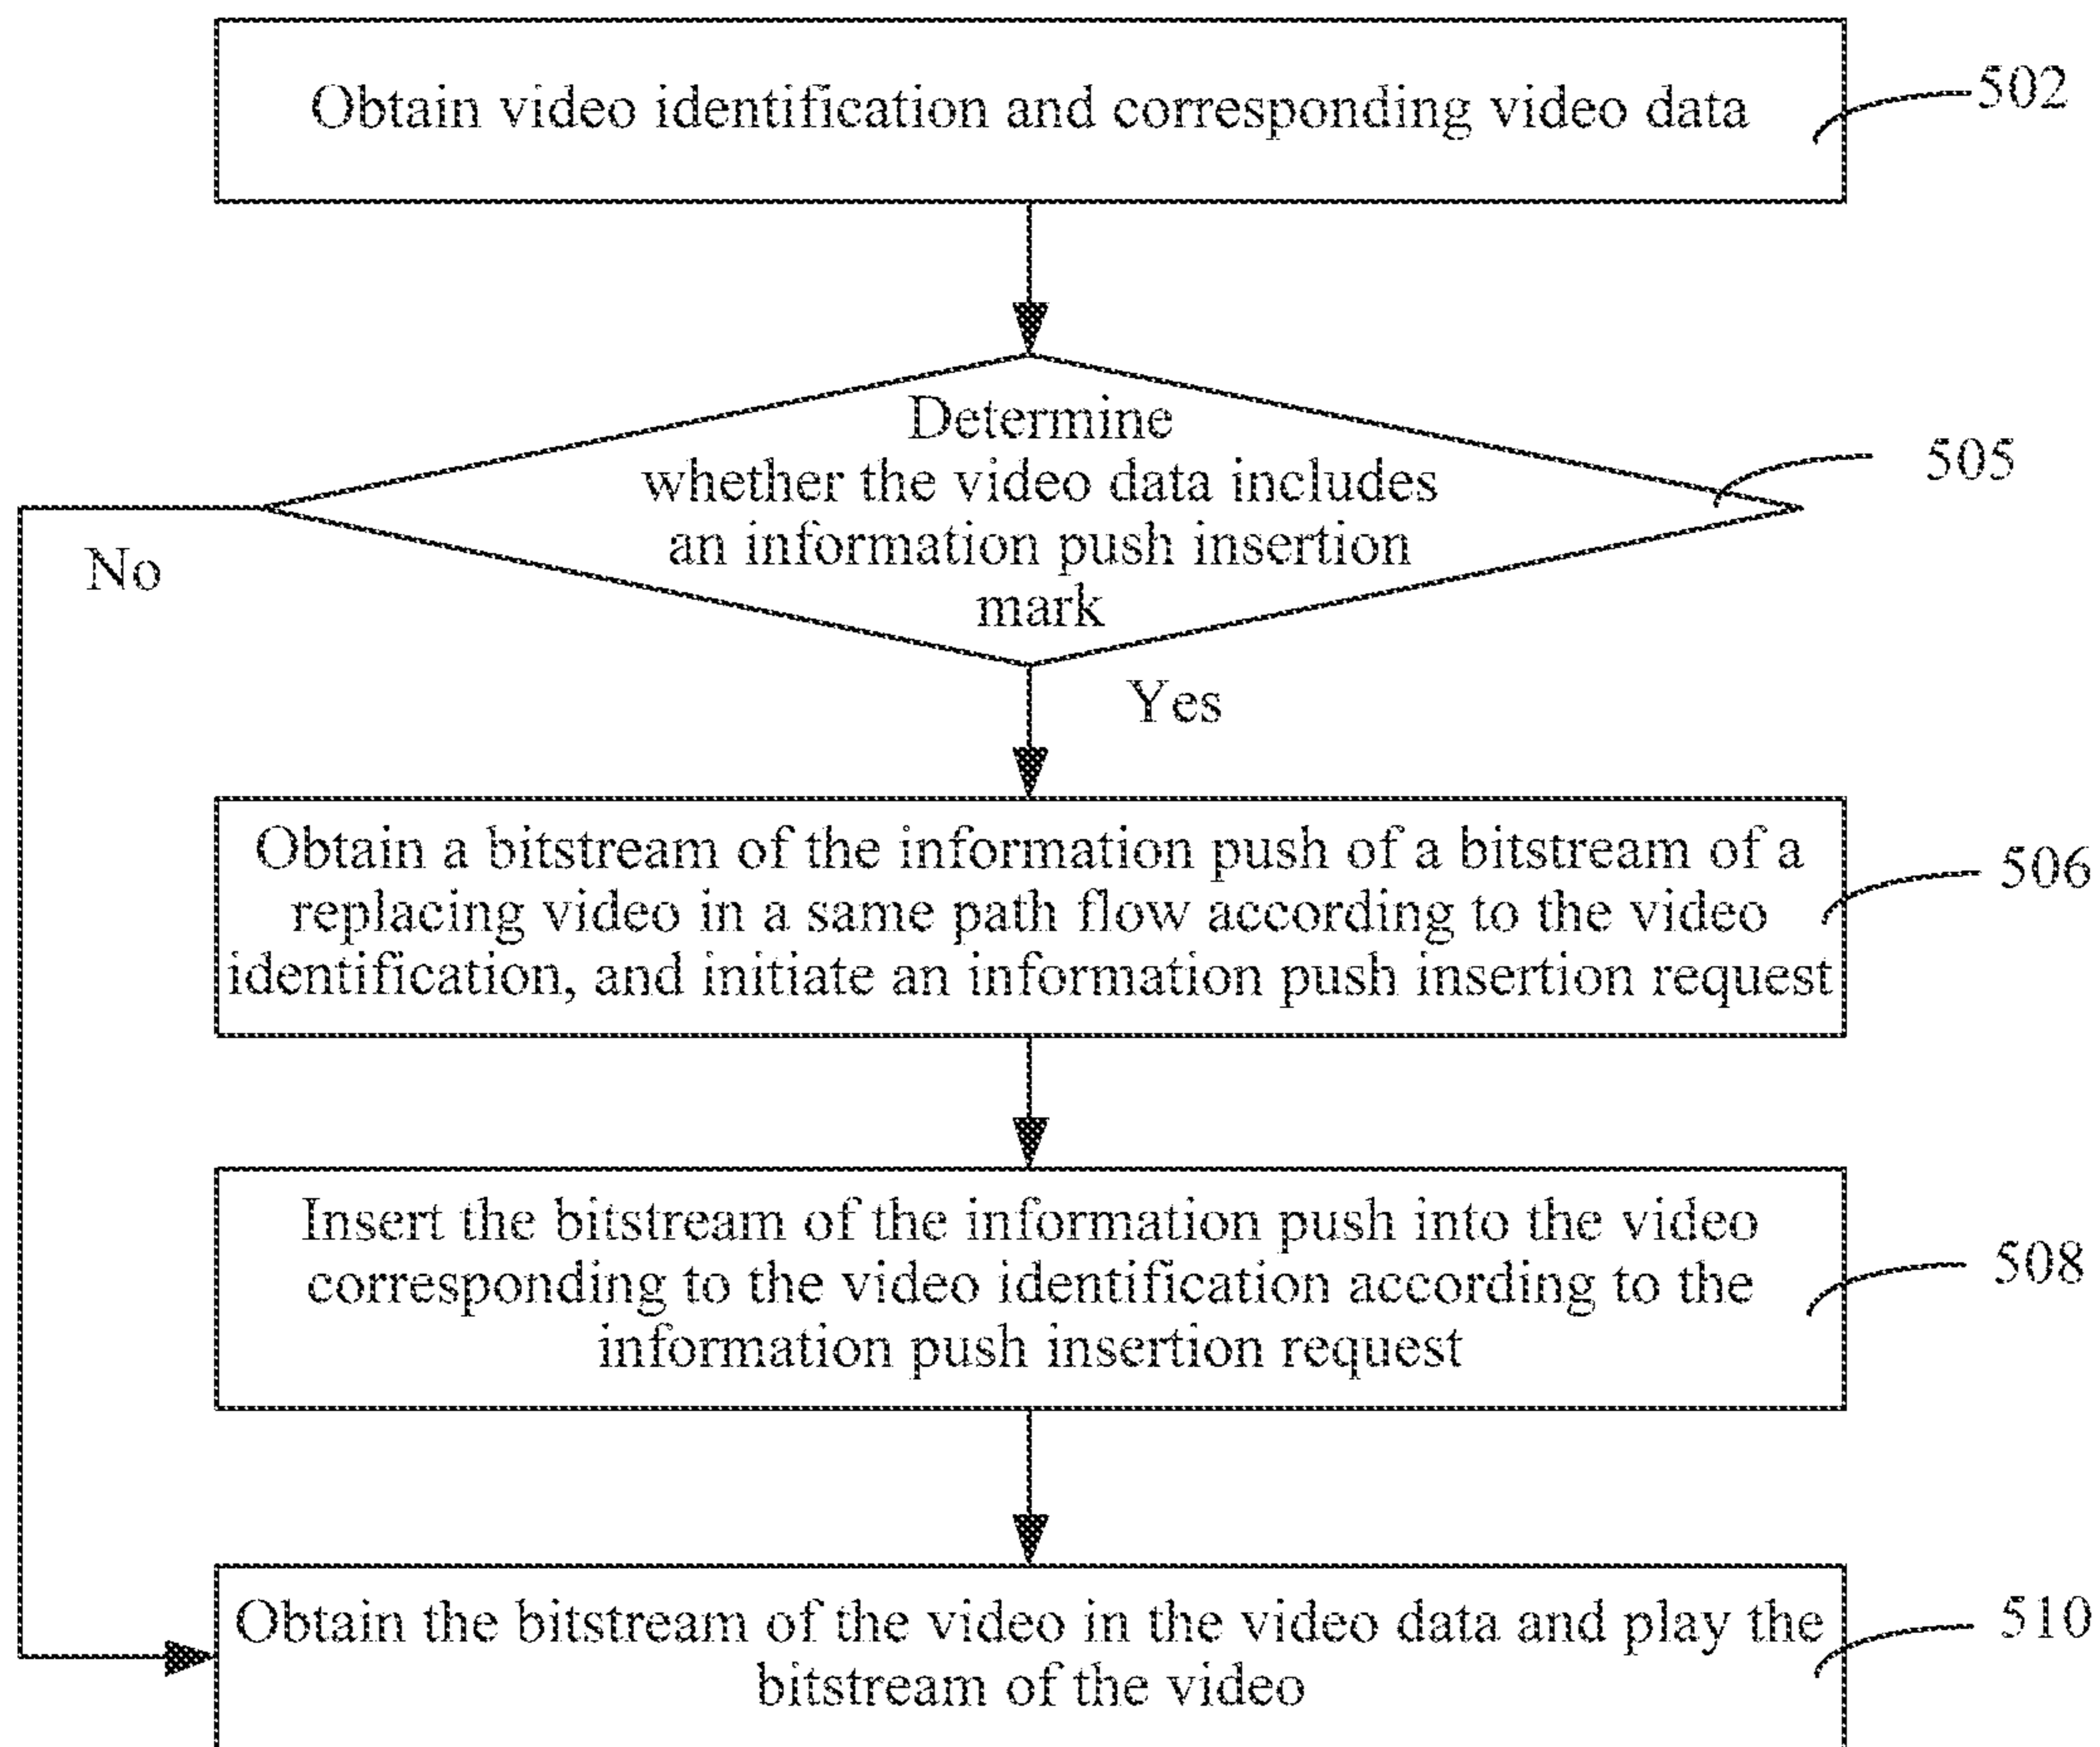 Obtain video identification and corresponding video data
502
Determine
whether the video data includes
an information push insertion
mark
505
No
Yes
Obtain a bitstream of the information push of a bitstream of a
replacing video in a same path flow according to the video
identification, and initiate an information push insertion request
506
Insert the bitstream of the information push into the video
corresponding to the video identification according to the
information push insertion request
508
Obtain the bitstream of the video in the video data and play the
bitstream of the video
510